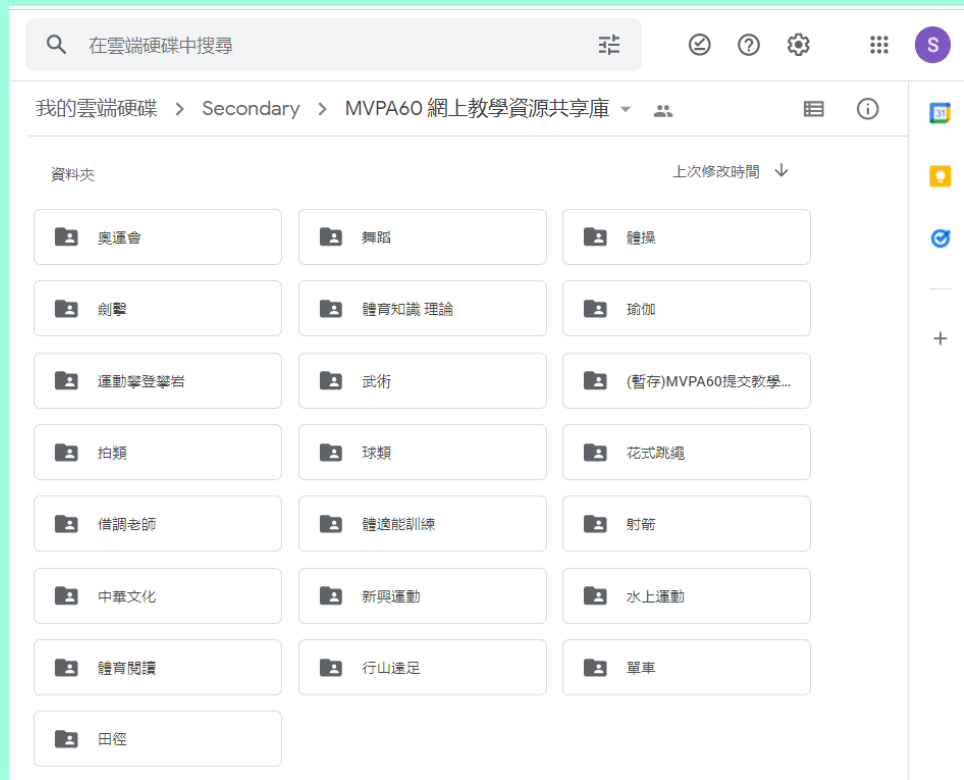 在雲端硬碟中搜尋
S
我的雲端硬碟 > Secondary > MVPA60 網上教學資源共享庫
31
資料夾
上次修改時間
奧運會
舞蹈
體操
劍擊
體育知識 理論
瑜伽
運動攀登攀岩
武術
(暫存)MVPA60提交教學...
拍類
球類
花式跳繩
借調老師
體適能訓練
射箭
中華文化
新興運動
水上運動
體育閱讀
行山遠足
單車
田徑